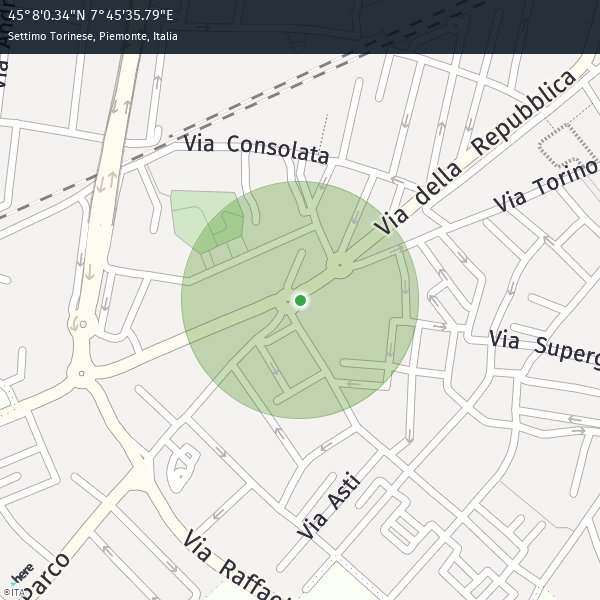 45°8'0.34"N 7°45'35.79"E
Settimo Torinese, Piemonte, Italia
Via Consolata
Via della Repubblica
Via Torino
Via Superg
Via Asti
Via Raffae
Parco
here
©ITA